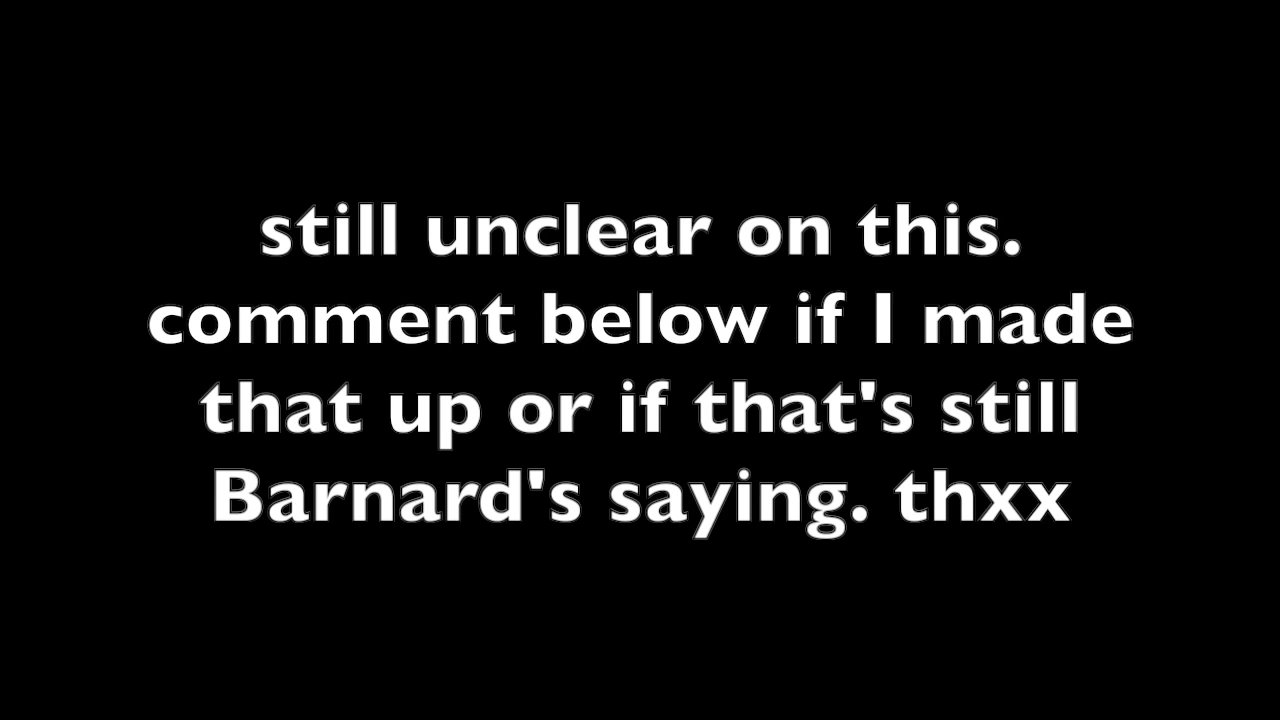 still unclear on this.
comment below if I made
that up or if that's still
Barnard's saying. thxx